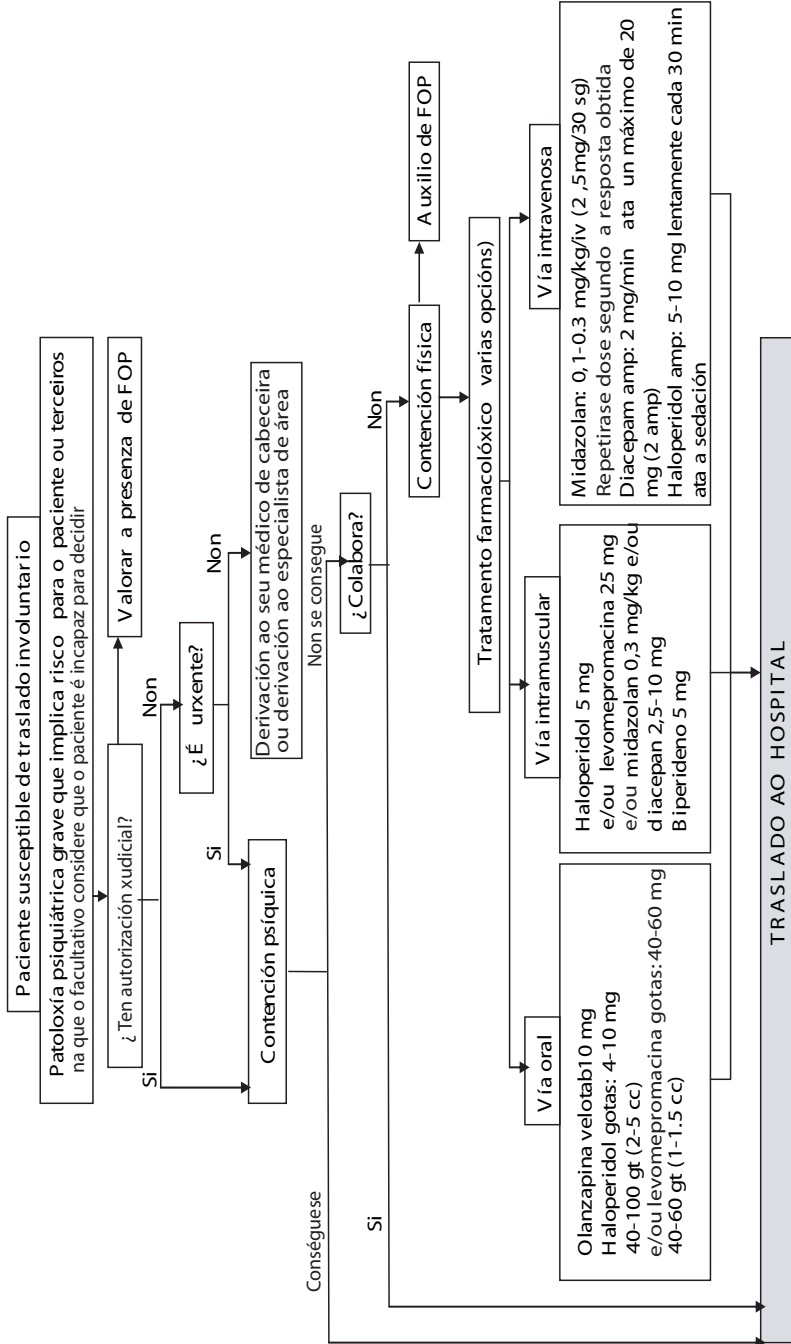 Paciente susceptible de traslado involuntario
Patoloxía psiquiátrica grave que implica risco para o paciente ou terceiros
na que o facultativo considere que o paciente é incapaz para decidir
¿Ten autorización xudicial?
Valorar a presenza de FOP
Si
Non
¿É urxente?
Si
Non
Contención psíquica
Derivación ao seu médico de cabeceira
ou derivación ao especialista de área
Conséguese
Non se consegue
¿Colabora?
Si
Non
Contención física
Auxilio de FOP
Tratamento farmacolóxico varias opcións)
Vía oral
Olanzapina velotab10 mg
Haloperidol gotas: 4-10 mg
40-100 gt (2-5 cc)
e/ou levomepromacina gotas: 40-60 mg
40-60 gt (1-1.5 cc)
Vía intramuscular
Haloperidol 5 mg
e/ou levomepromacina 25 mg
e/ou midazolan 0,3 mg/kg e/ou
diacepan 2,5-10 mg
Biperideno 5 mg
Vía intravenosa
Midazolan: 0,1-0.3 mg/kg/iv (2,5mg/30 sg)
Repetirase dose segundo a resposta obtida
Diacepam amp: 2 mg/min ata un máximo de 20
mg (2 amp)
Haloperidol amp: 5-10 mg lentamente cada 30 min
ata a sedación
TRASLADO AO HOSPITAL